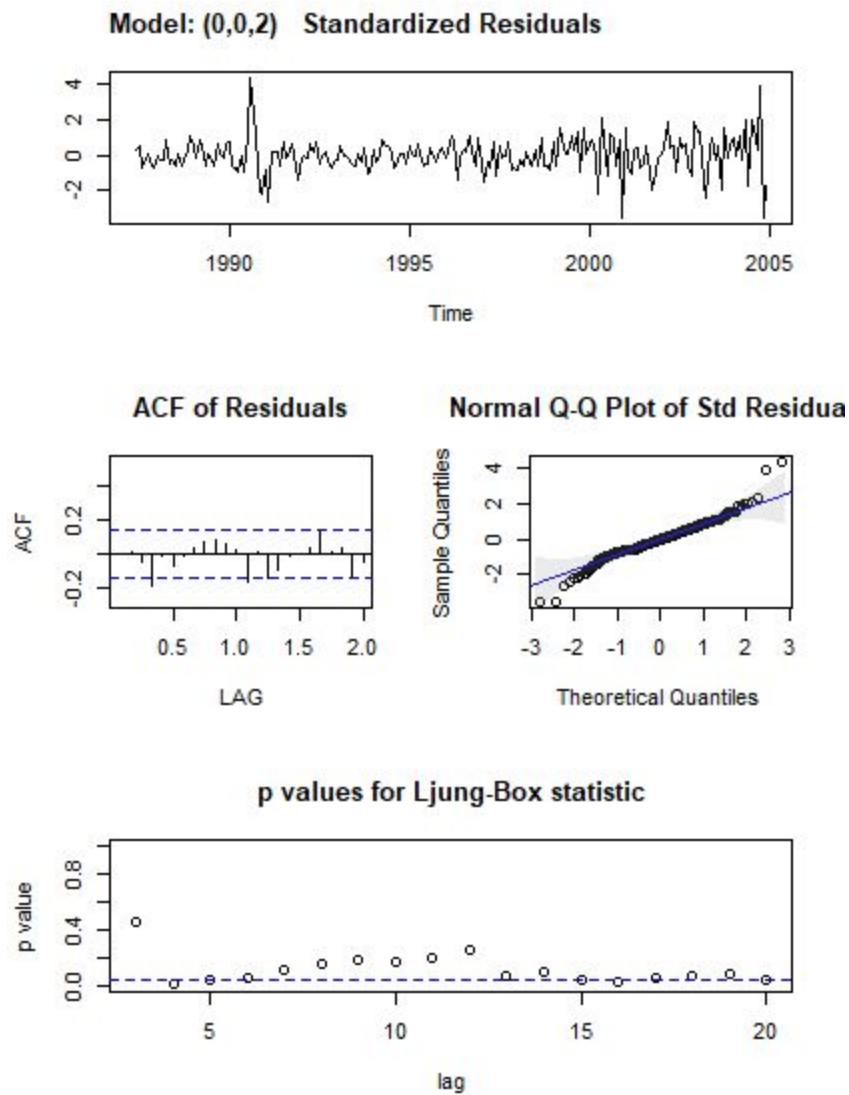 Model: (0,0,2) Standardized Residuals
4
2
0
-2
1990 1995 2000 2005
Time
ACF of Residuals
ACF
0.2
-0.2
0.5 1.0 1.5 2.0
LAG
Normal Q-Q Plot of Std Residua
Sample Quantiles
4
2
0
-2
-3 -2 -1 0 1 2 3
Theoretical Quantiles
p values for Ljung-Box statistic
p value
0.8
0.4
0.0
5 10 15 20
lag